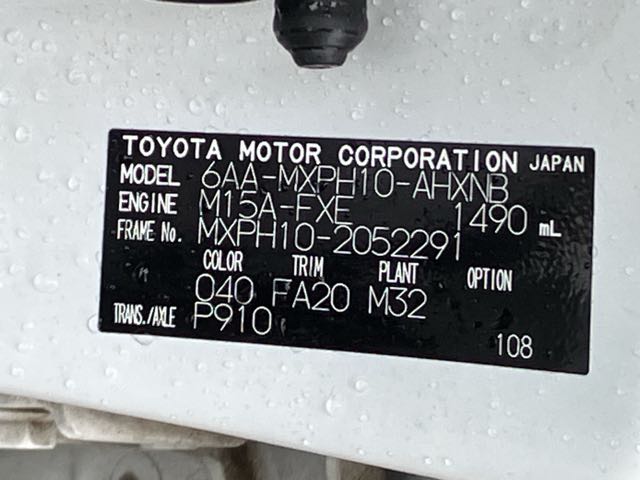 TOYOTA MOTOR CORPORATION JAPAN
MODEL 6AA-MXPH10-AHXNB
ENGINE M15A-FXE 1490 mL
FRAME No. MXPH10-2052291
COLOR TRIM PLANT OPTION
040 FA20 M32
TRANS./AXLE P910
108